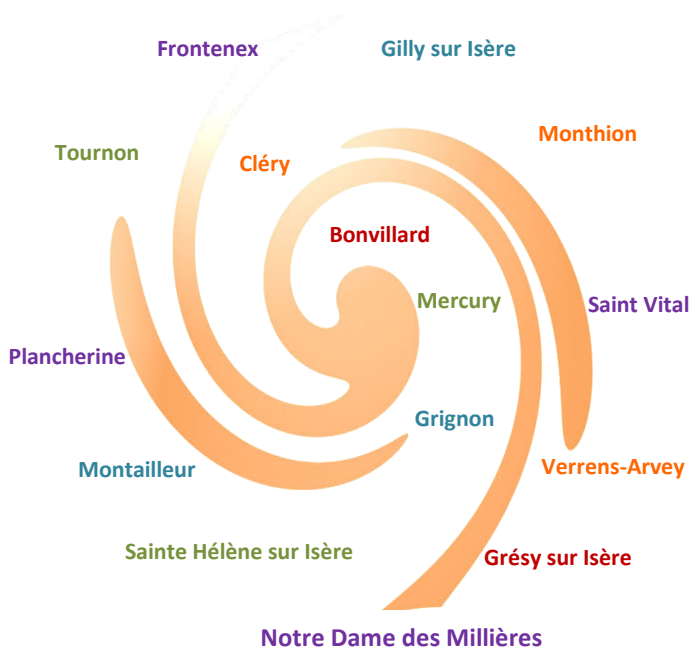 Frontenex
Gilly sur Isère
Monthion
Tournon
Cléry
Bonvillard
Mercury
Saint Vital
Plancherine
Grignon
Montailleur
Verrens-Arvey
Sainte Hélène sur Isère
Grésy sur Isère
Notre Dame des Millières